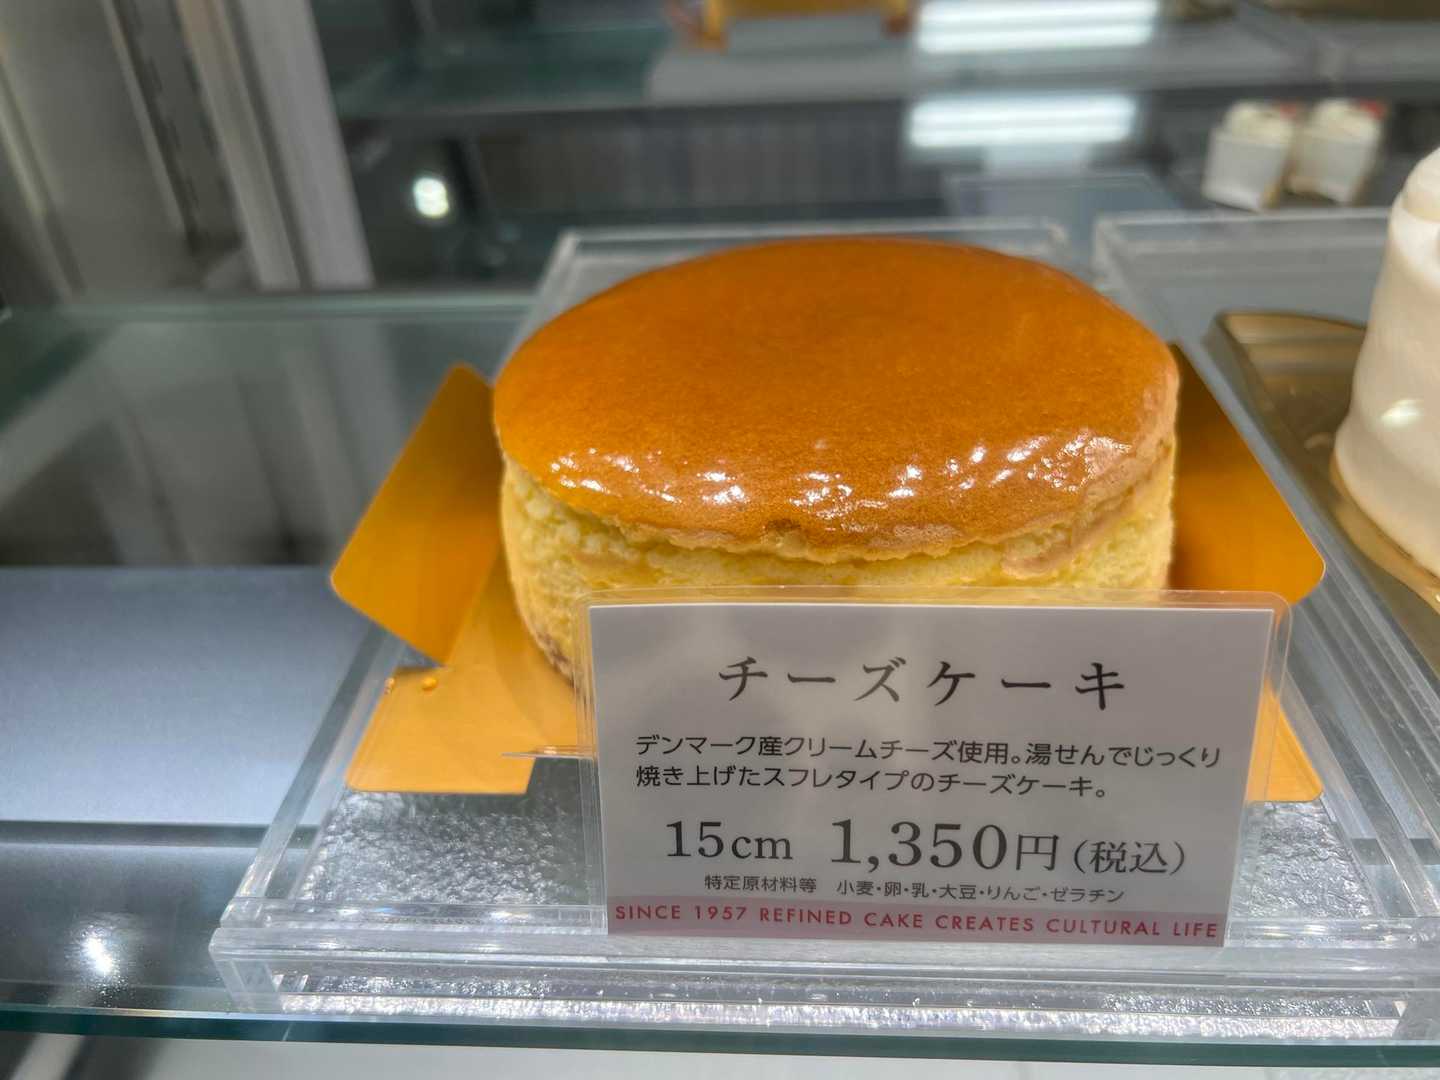 チーズケーキ
デンマーク産クリームチーズ使用。湯せんでじっくり
焼き上げたスフレタイプのチーズケーキ。
15cm 1,350円(税込)
特定原材料等 小麦・卵・乳・大豆・りんご・ゼラチン
SINCE 1957 REFINED CAKE CREATES CULTURAL LIFE